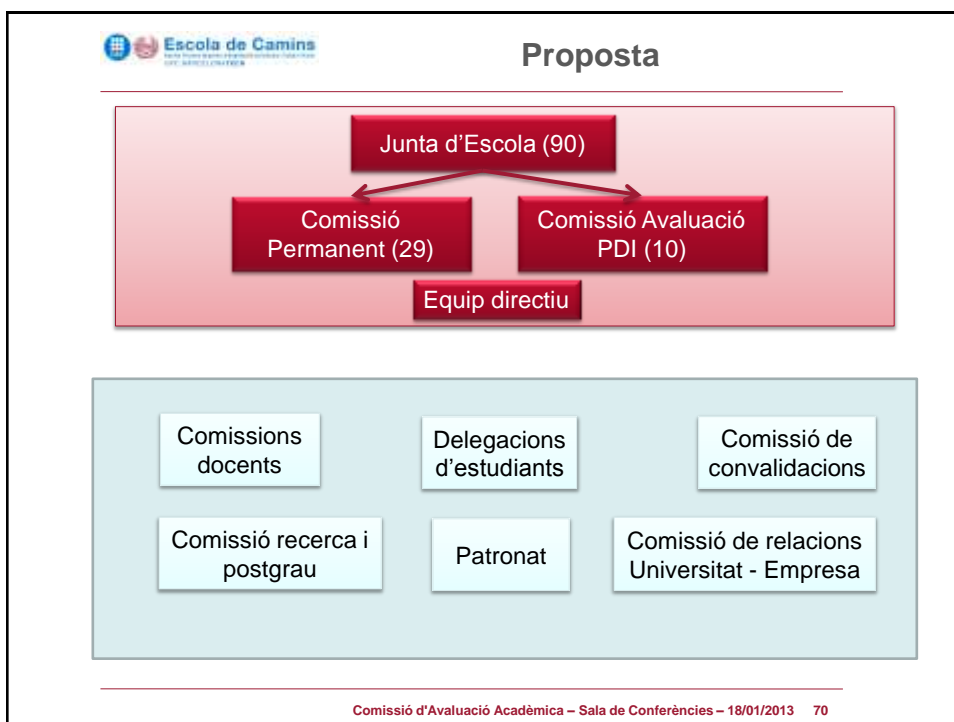 Escola de Camins
Proposta
Junta d'Escola (90)
Comissió
Permanent (29)
Comissió Avaluació
PDI (10)
Equip directiu
Comissions
docents
Delegacions
d'estudiants
Comissió de
convalidacions
Comissió recerca i
postgrau
Patronat
Comissió de relacions
Universitat - Empresa
Comissió d'Avaluació Acadèmica – Sala de Conferències – 18/01/2013 70